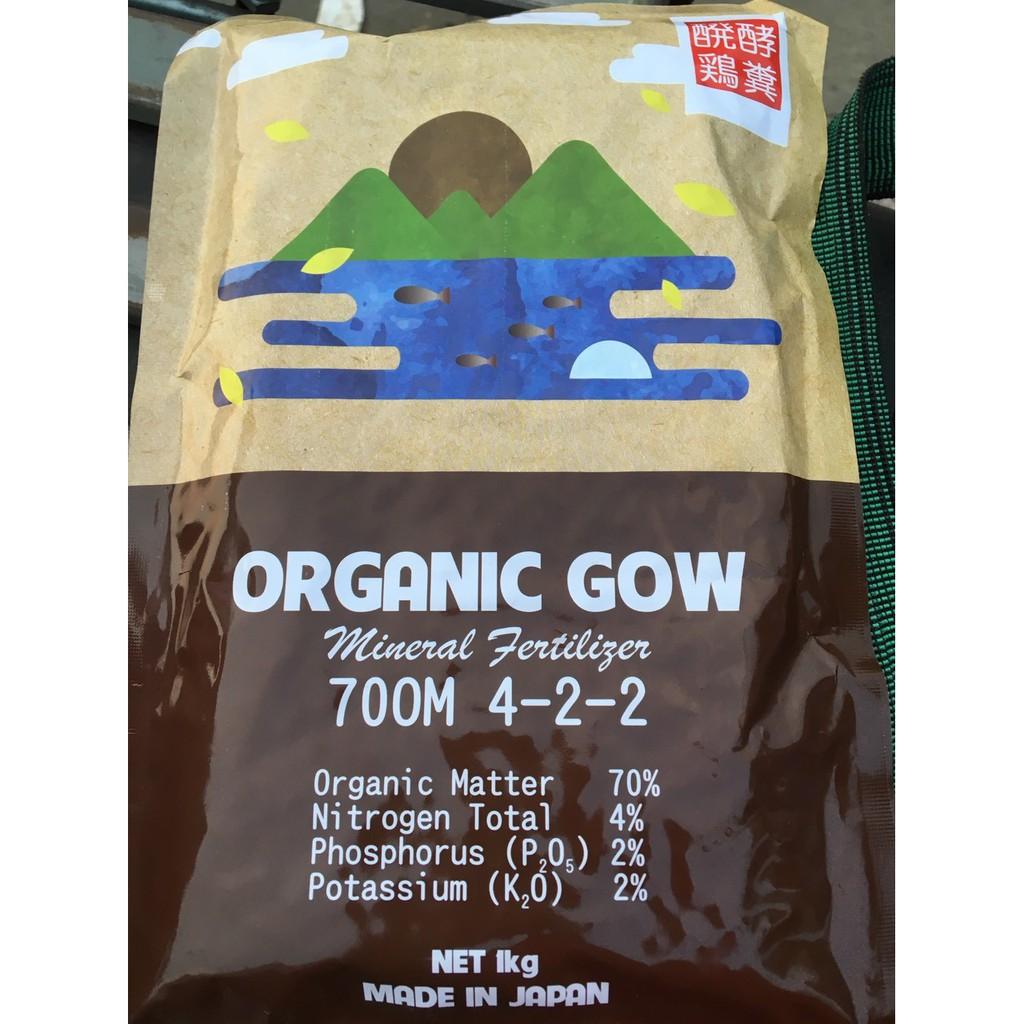 醗酵
鶏糞
ORGANIC GOW
Mineral Fertilizer
700M 4-2-2
Organic Matter 70%
Nitrogen Total 4%
Phosphorus (P₂O₅) 2%
Potassium (K₂O) 2%
NET 1kg
MADE IN JAPAN